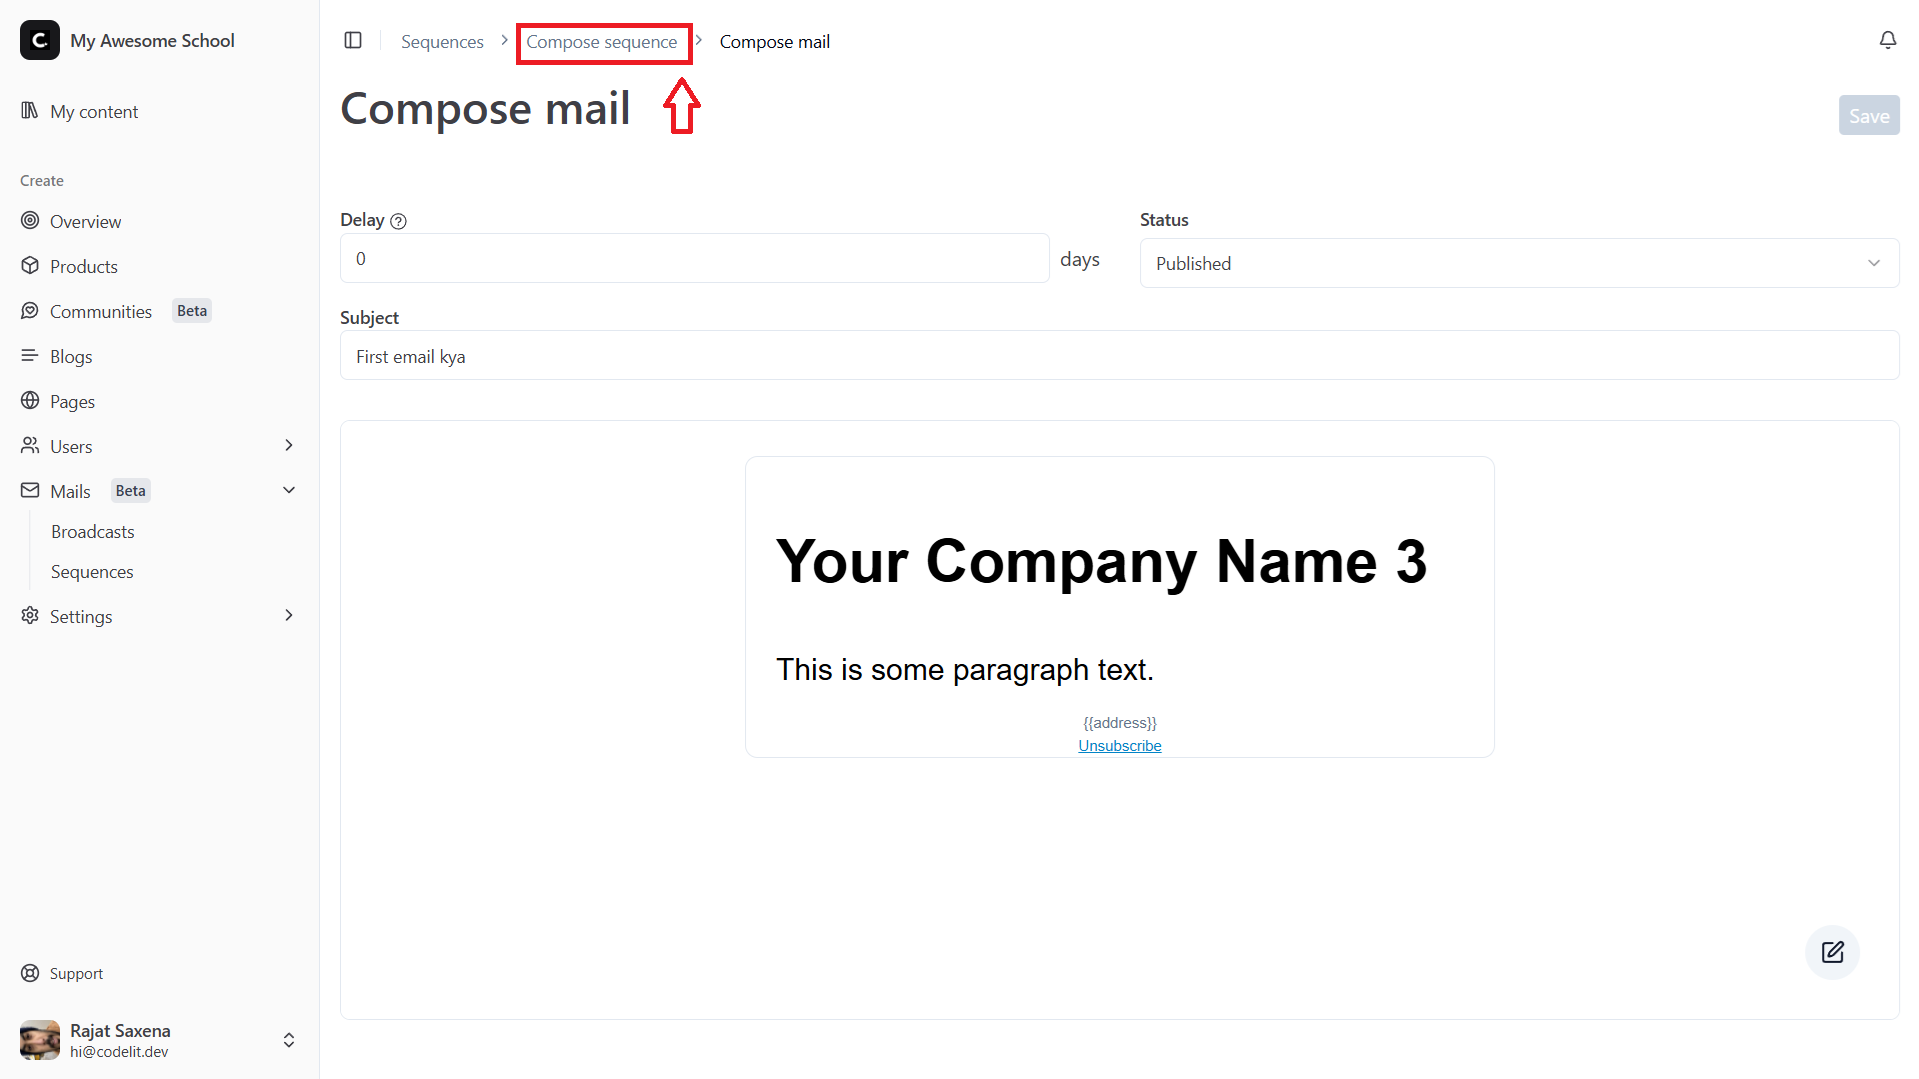 C.
My Awesome School
My content
Create
Overview
Products
Communities Beta
Blogs
Pages
Users
Mails Beta
Broadcasts
Sequences
Settings
Support
Rajat Saxena
hi@codelit.dev
Sequences > Compose sequence > Compose mail
Compose mail
Save
Delay ?
0 days
Status
Published
Subject
First email kya
Your Company Name 3
This is some paragraph text.
{{address}}
Unsubscribe